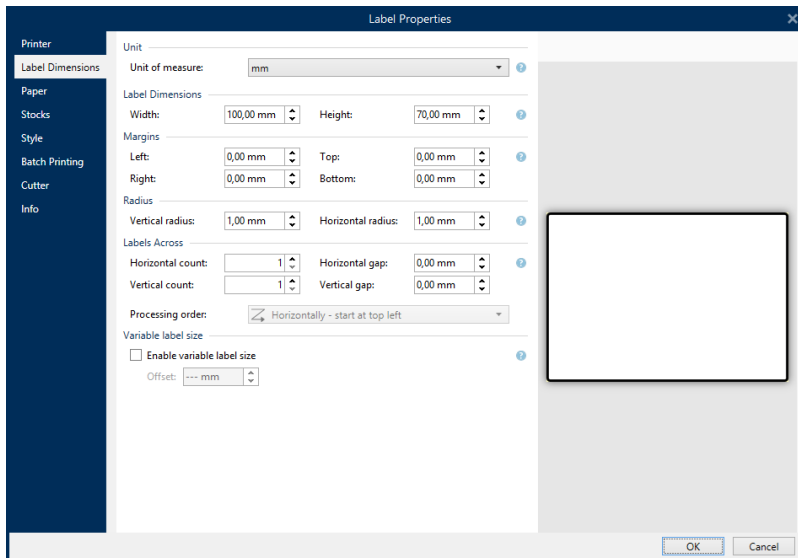 Label Properties
Printer
Label Dimensions
Paper
Stocks
Style
Batch Printing
Cutter
Info
Unit
Unit of measure: mm
Label Dimensions
Width: 100,00 mm Height: 70,00 mm
Margins
Left: 0,00 mm Top: 0,00 mm
Right: 0,00 mm Bottom: 0,00 mm
Radius
Vertical radius: 1,00 mm Horizontal radius: 1,00 mm
Labels Across
Horizontal count: 1 Horizontal gap: 0,00 mm
Vertical count: 1 Vertical gap: 0,00 mm
Processing order: Horizontally - start at top left
Variable label size
Enable variable label size
Offset: --- mm
OK Cancel